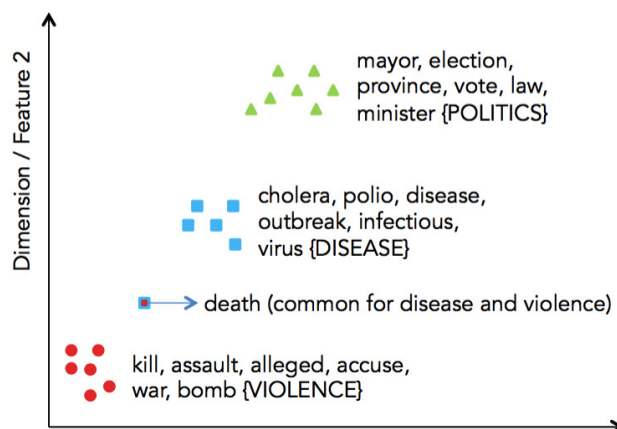 Dimension / Feature 2
mayor, election,
province, vote, law,
minister {POLITICS}
cholera, polio, disease,
outbreak, infectious,
virus {DISEASE}
death (common for disease and violence)
kill, assault, alleged, accuse,
war, bomb {VIOLENCE}